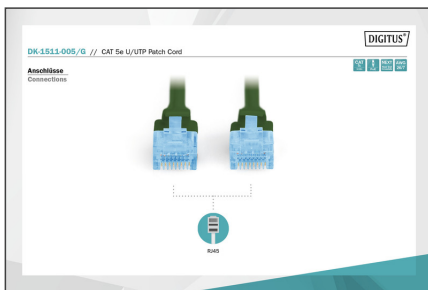 DIGITUS®
DK-1511-005/G // CAT 5e U/UTP Patch Cord
Anschlüsse
Connections
RJ45